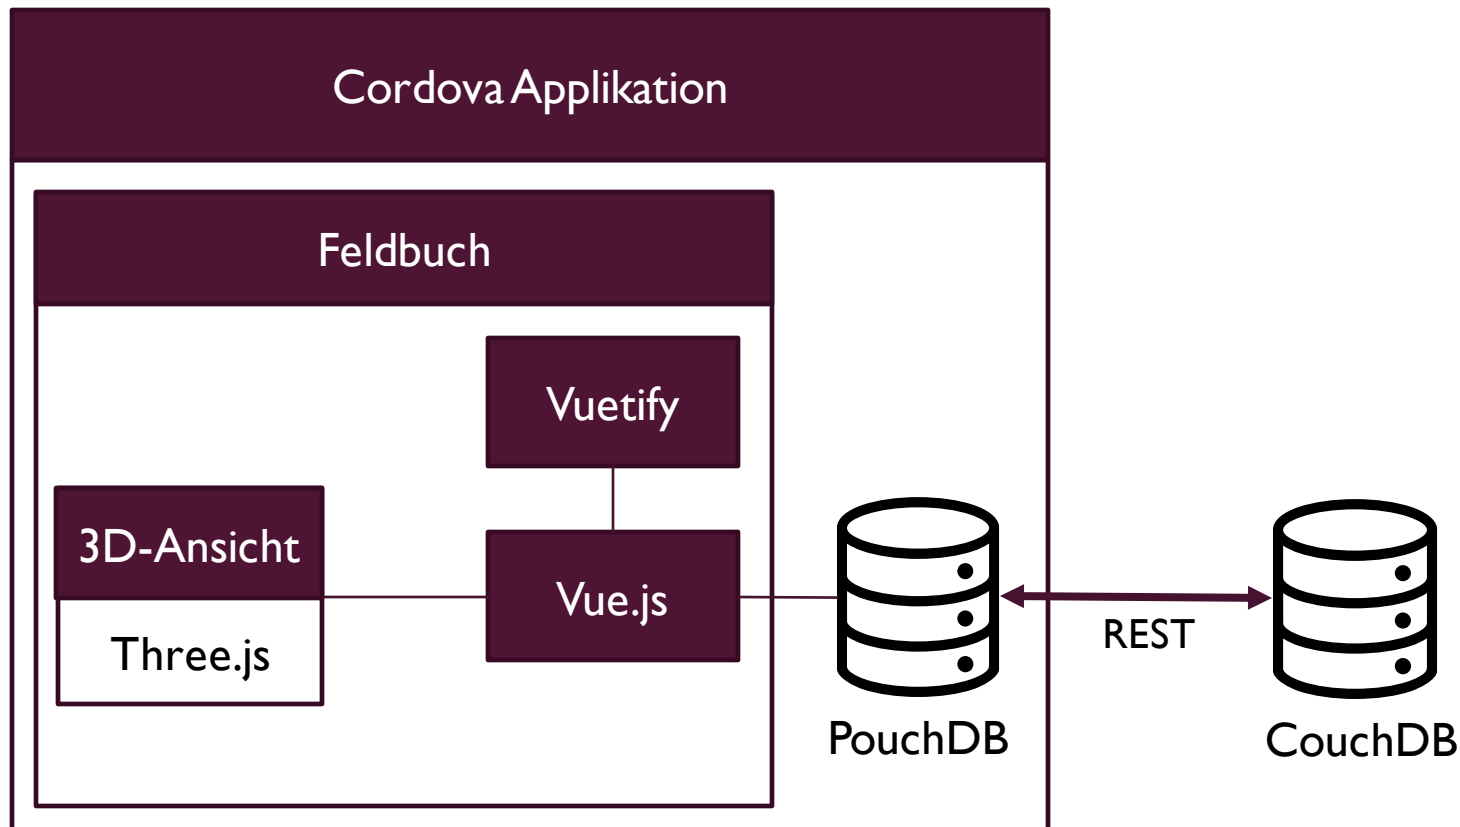 Cordova Applikation
Feldbuch
Vuetify
3D-Ansicht
Three.js
Vue.js
PouchDB
REST
CouchDB